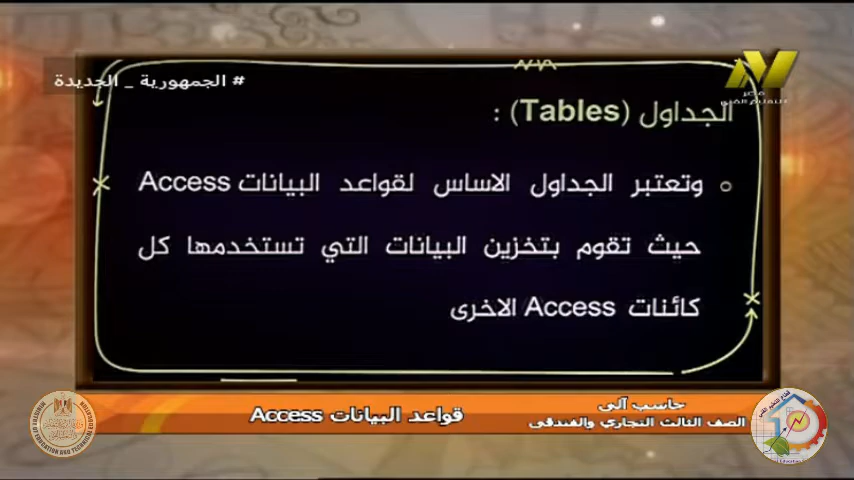 # الجمهورية _ الجديدة
مصر
الجداول (Tables) :
وتعتبر الجداول الاساس لقواعد البيانات Access
حيث تقوم بتخزين البيانات التي تستخدمها كل
كائنات Access الاخرى
حاسب آلى
الصف الثالث التجاري والفندقى
قواعد البيانات Access